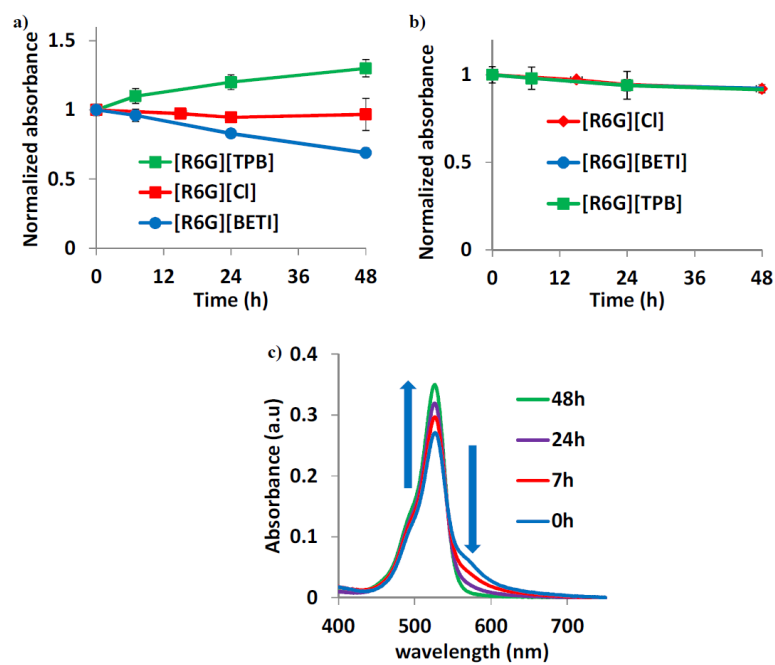 a)
Normalized absorbance
1.5
1
0.5
0
[R6G][TPB]
[R6G][Cl]
[R6G][BETI]
0 12 24 36 48
Time (h)
b)
Normalized absorbance
1
0.5
0
[R6G][Cl]
[R6G][BETI]
[R6G][TPB]
0 12 24 36 48
Time (h)
c)
Absorbance (a.u)
0.4
0.3
0.2
0.1
0
48h
24h
7h
0h
400 500 600 700
wavelength (nm)